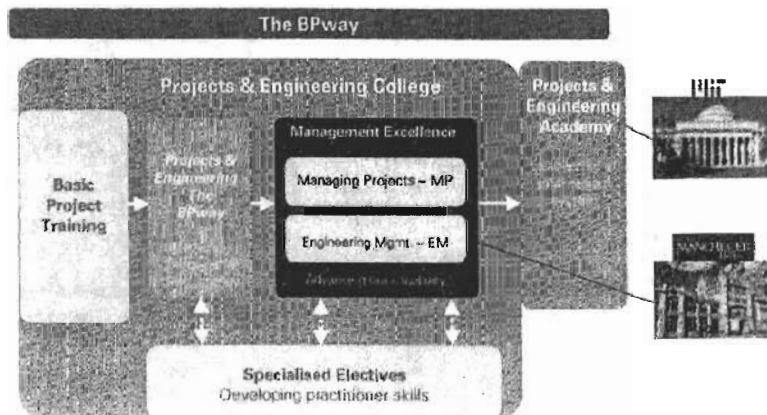 The BPway
Projects & Engineering College
Projects &
Engineering
Academy
Management Excellence
Basic
Project
Training
Projects &
Engineering -
The
BPway
Managing Projects – MP
Engineering Mgmt. – EM
Specialised Electives
Developing practitioner skills